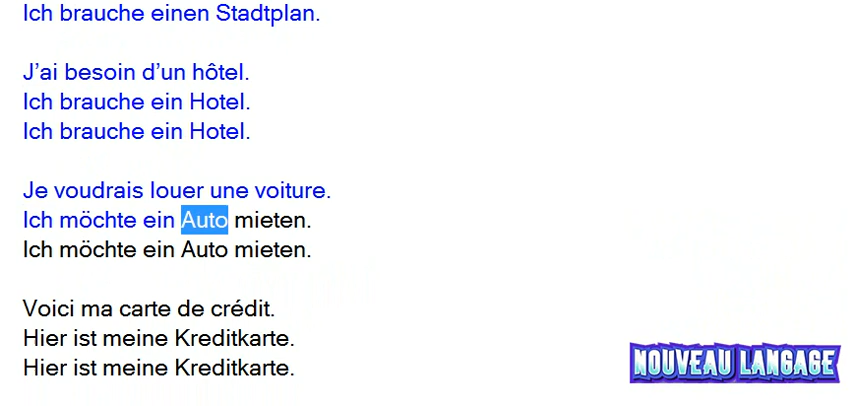 Ich brauche einen Stadtplan.
J’ai besoin d’un hôtel.
Ich brauche ein Hotel.
Ich brauche ein Hotel.
Je voudrais louer une voiture.
Ich möchte ein Auto mieten.
Ich möchte ein Auto mieten.
Voici ma carte de crédit.
Hier ist meine Kreditkarte.
Hier ist meine Kreditkarte.
NOUVEAU LANGAGE